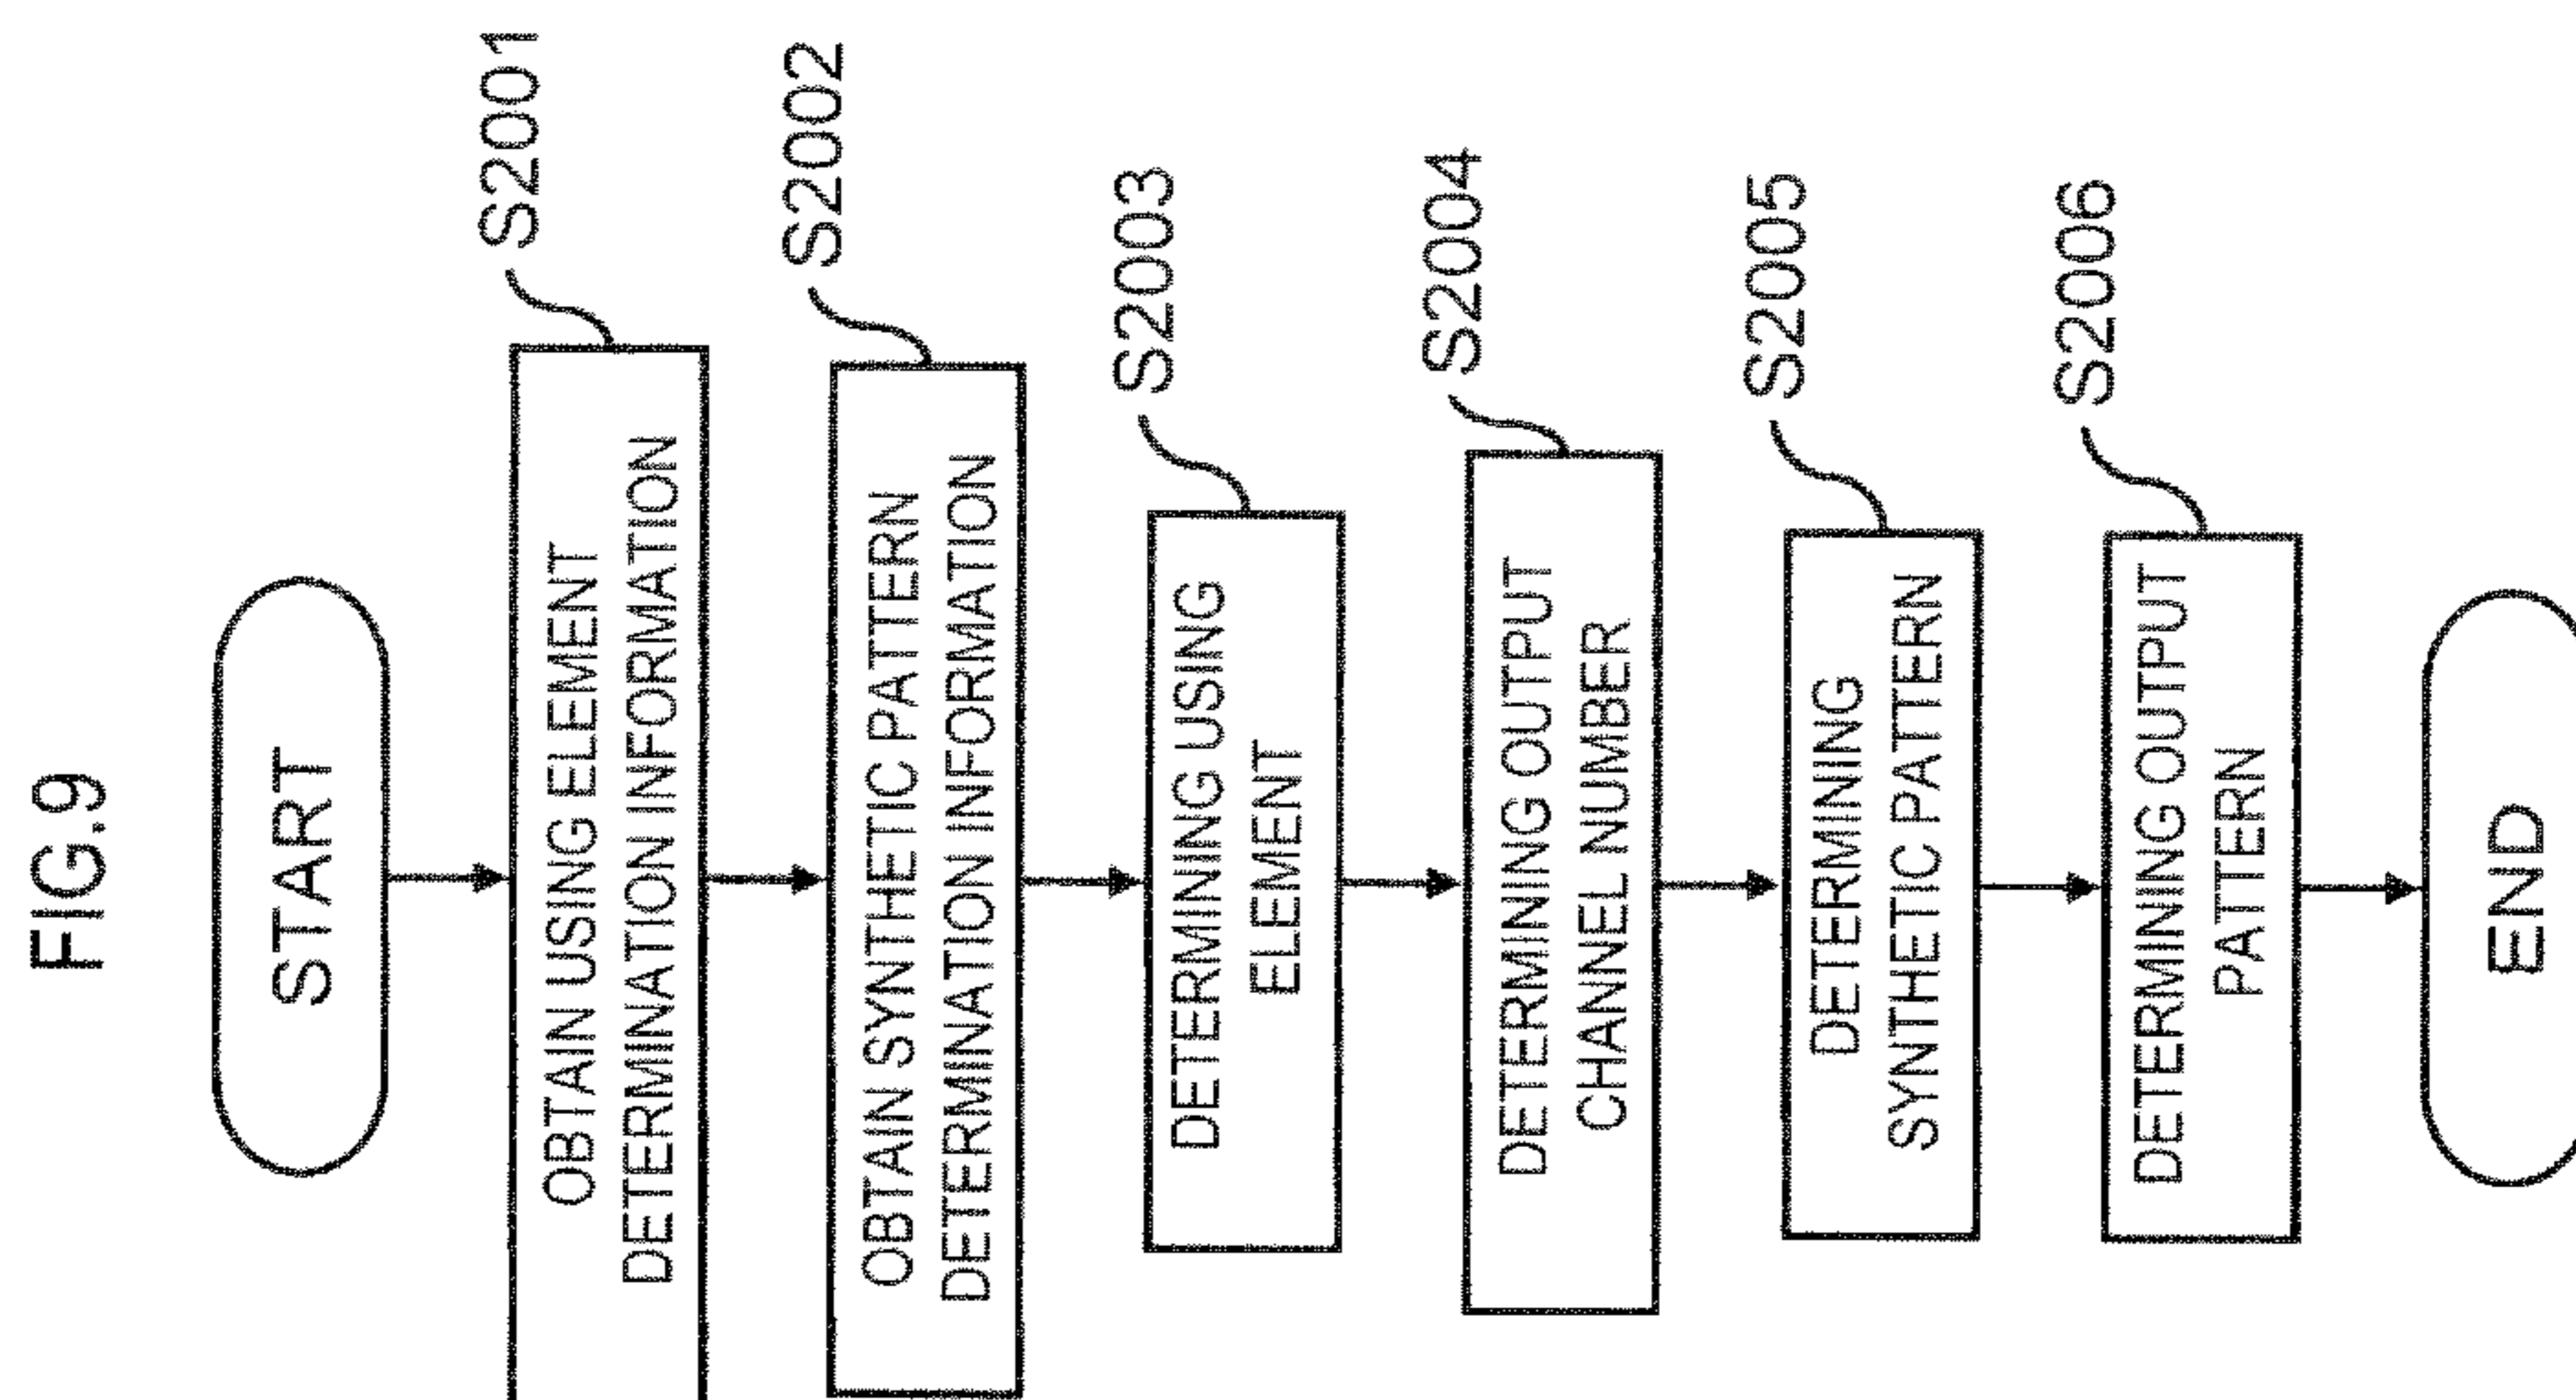 FIG.9
START
OBTAIN USING ELEMENT
DETERMINATION INFORMATION
S2001
OBTAIN SYNTHETIC PATTERN
DETERMINATION INFORMATION
S2002
DETERMINING USING
ELEMENT
S2003
DETERMINING OUTPUT
CHANNEL NUMBER
S2004
DETERMINING
SYNTHETIC PATTERN
S2005
DETERMINING OUTPUT
PATTERN
S2006
END